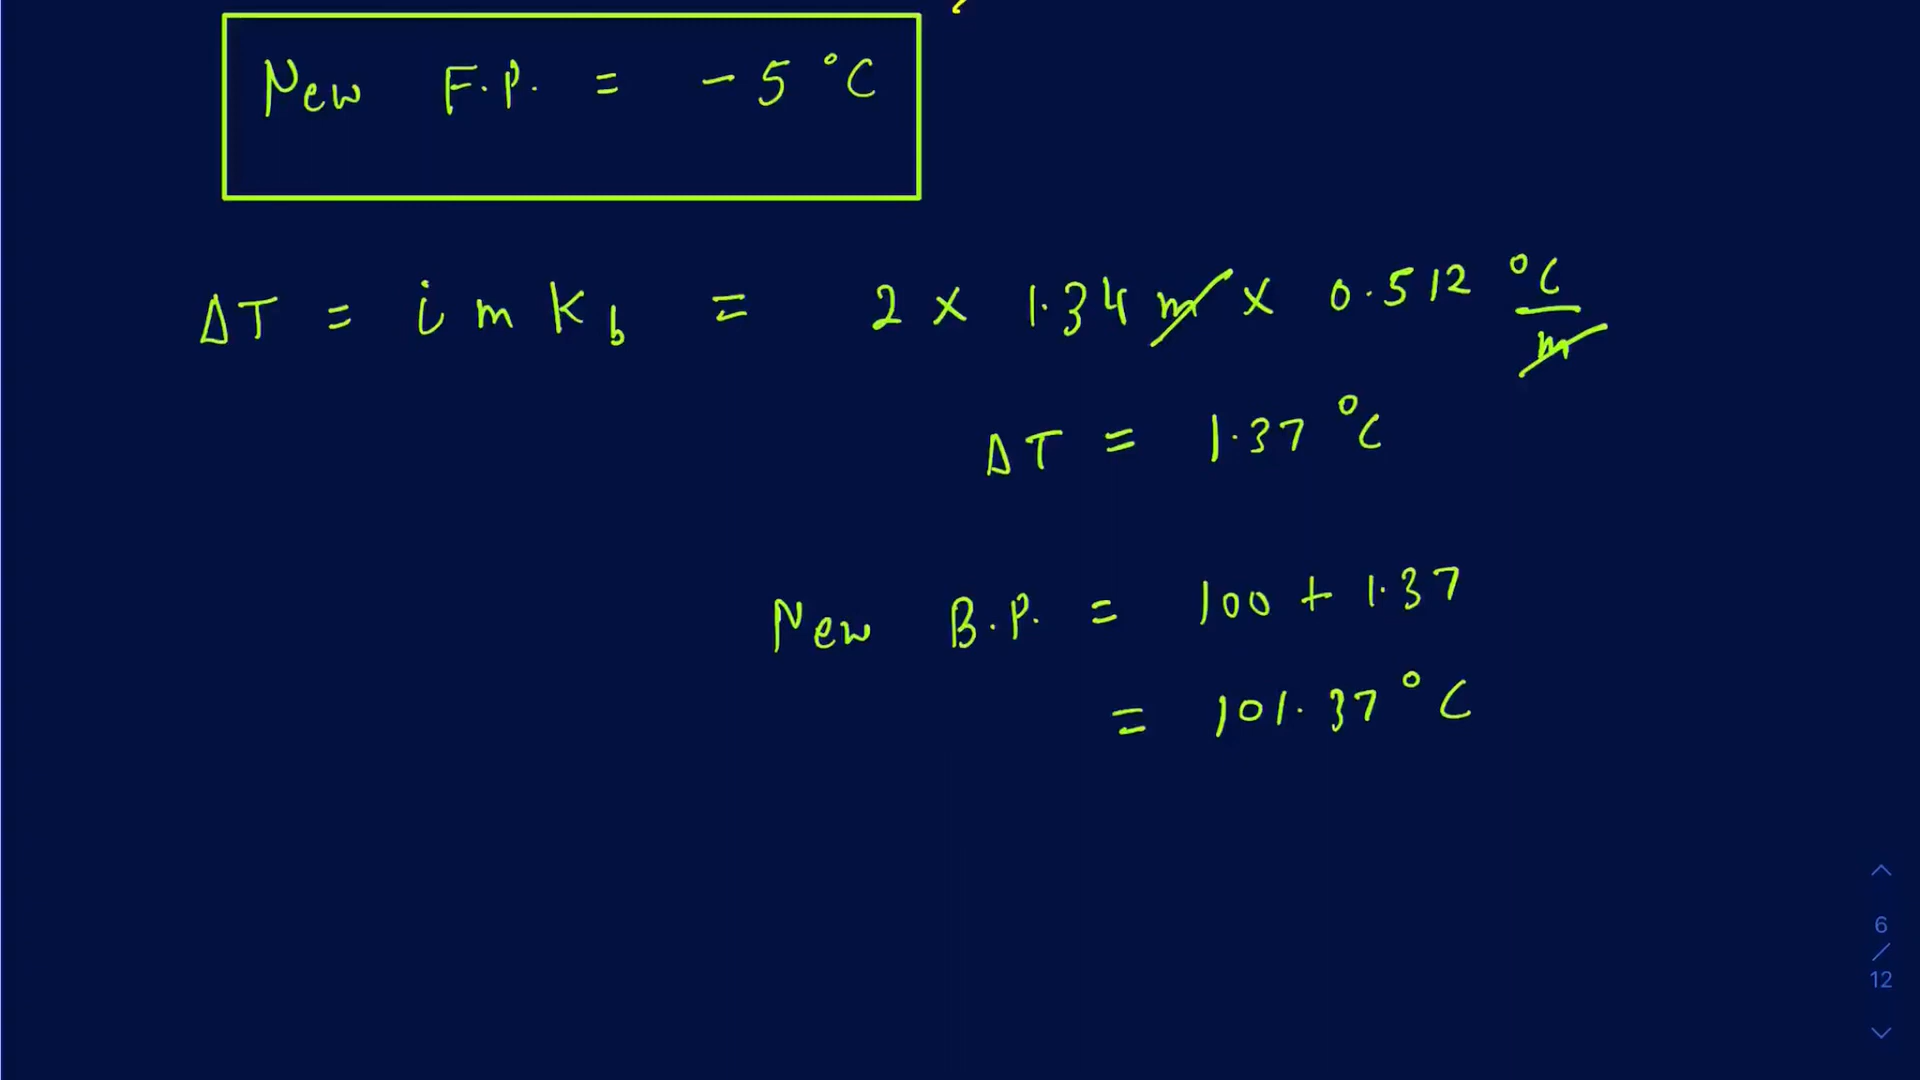 New F.P. = - 5 °C
ΔT = i m K_b = 2 x 1.34 m x 0.512 °C/m
ΔT = 1.37 °C
New B.P. = 100 + 1.37
= 101.37 °C
6
/
12